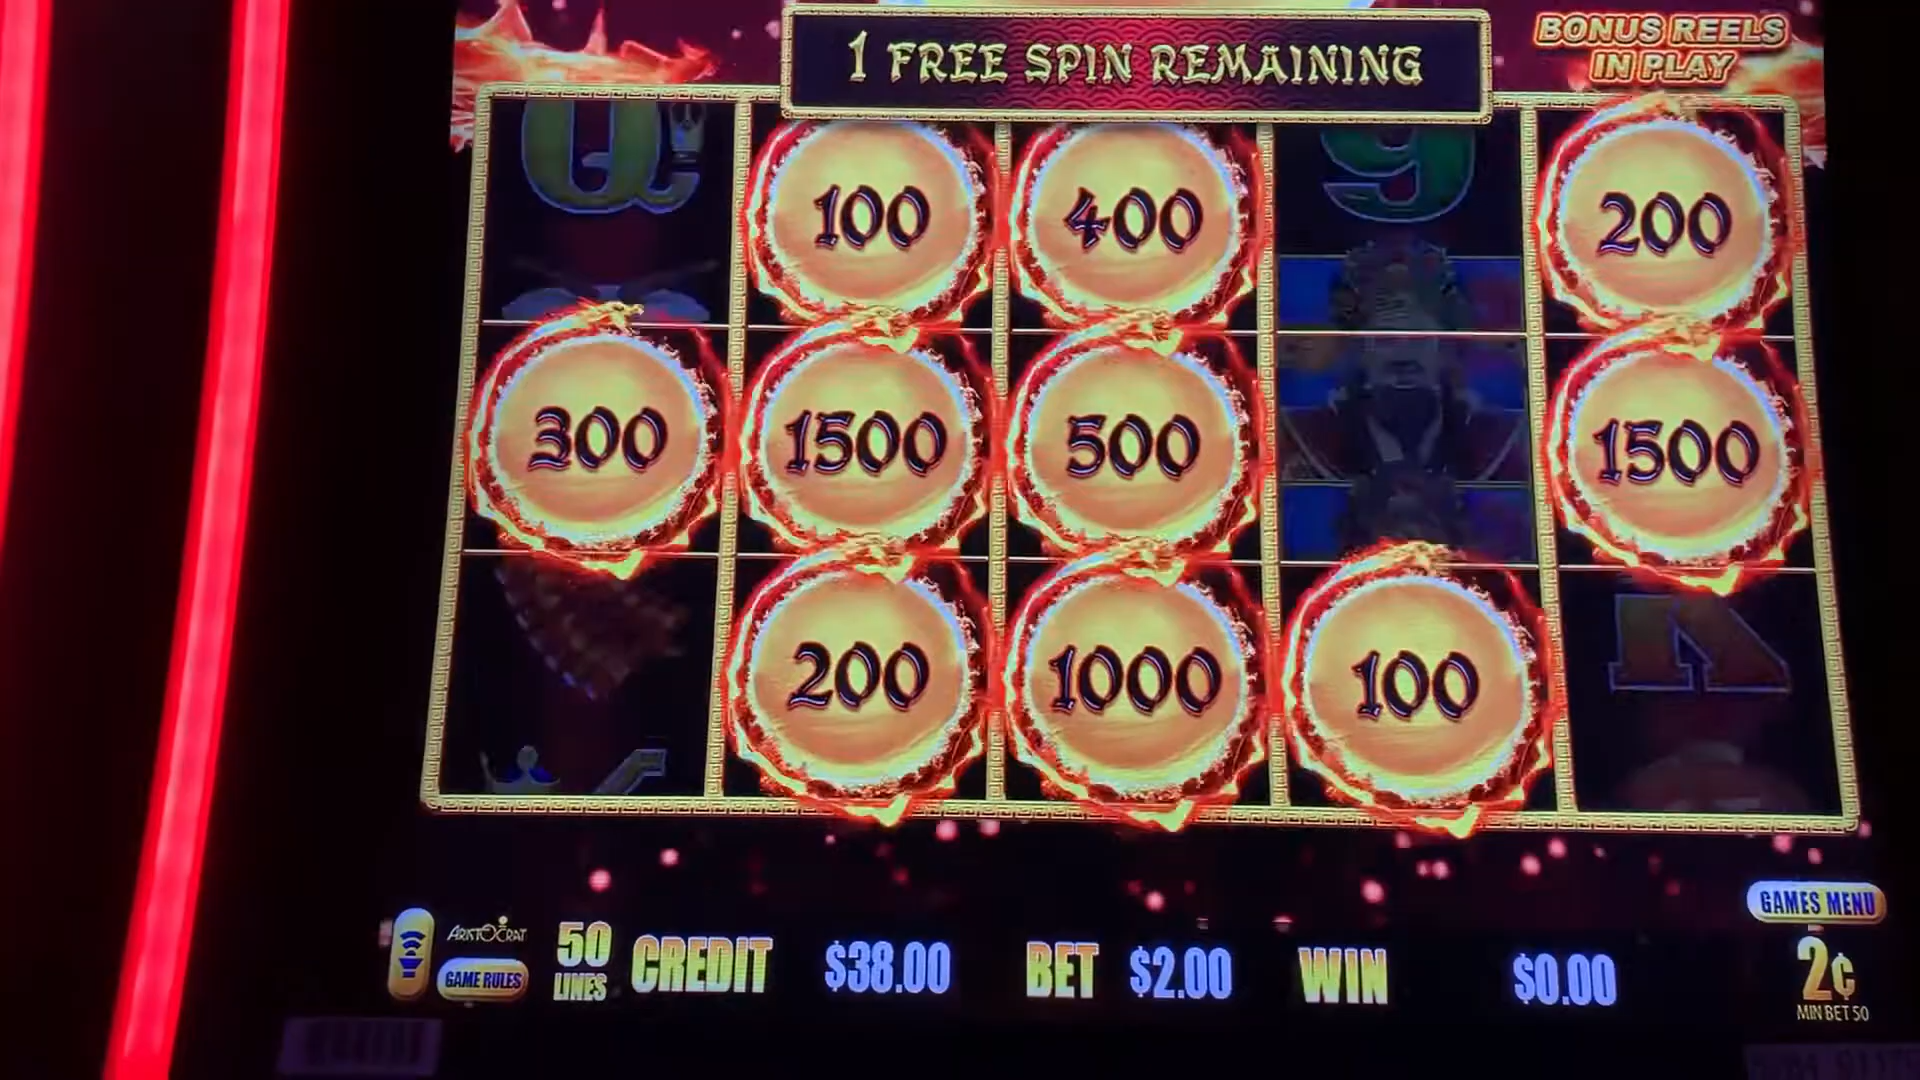 1 FREE SPIN REMAINING
BONUS REELS
IN PLAY
Q
100
400
9
200
300
1500
500
1500
200
1000
100
GAMES MENU
ARISTOCRAT
GAME RULES
50
LINES
CREDIT $38.00
BET $2.00
WIN $0.00
2¢
MIN BET 50